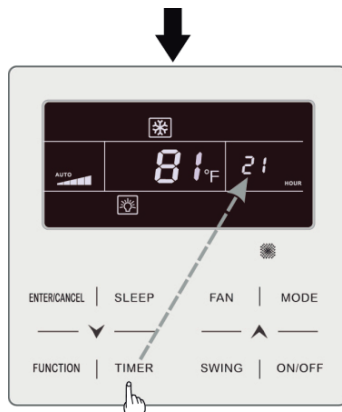 81°F
AUTO
21
HOUR
ENTER/CANCEL SLEEP FAN MODE
FUNCTION TIMER SWING ON/OFF